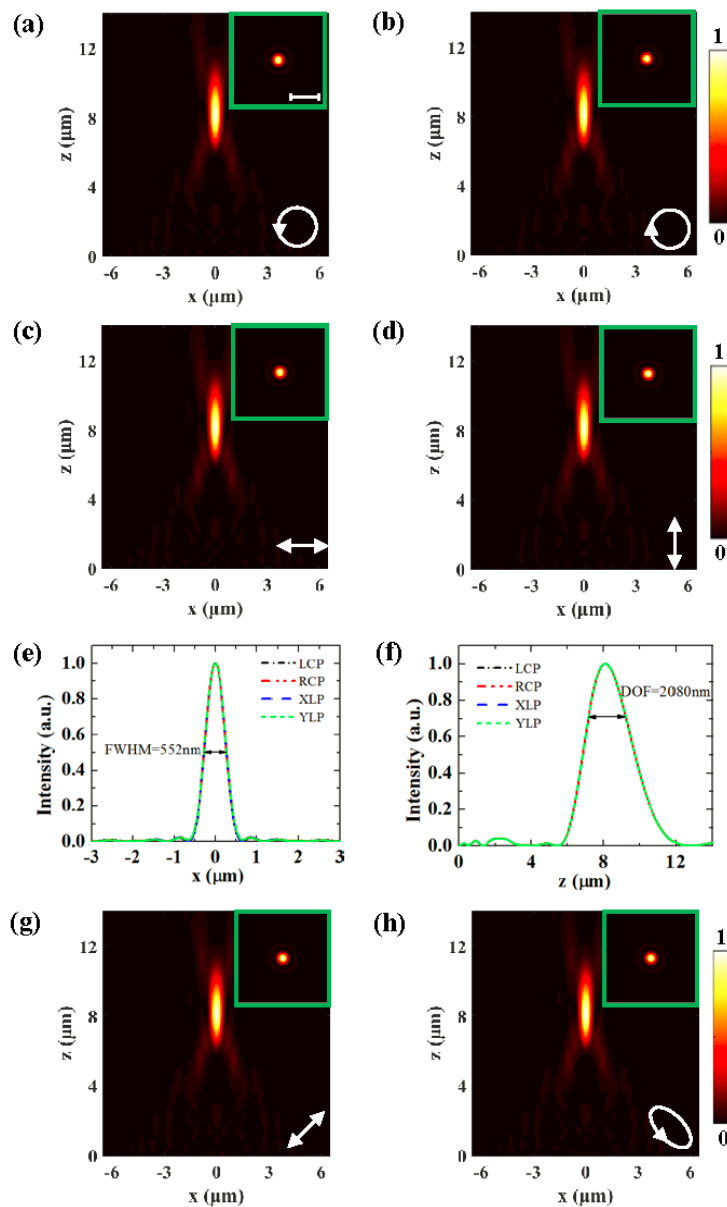 (a)
12
8
4
0
z (µm)
-6
-3
0
3
6
x (µm)
(b)
12
8
4
0
z (µm)
-6
-3
0
3
6
x (µm)
1
0
(c)
12
8
4
0
z (µm)
-6
-3
0
3
6
x (µm)
(d)
12
8
4
0
z (µm)
-6
-3
0
3
6
x (µm)
1
0
(e)
1.0
0.8
0.6
0.4
0.2
0.0
Intensity (a.u.)
LCP
RCP
XLP
YLP
FWHM=552nm
-3
-2
-1
0
1
2
3
x (µm)
(f)
1.0
0.8
0.6
0.4
0.2
0.0
Intensity (a.u.)
LCP
RCP
XLP
YLP
DOF=2080nm
0
4
8
12
z (µm)
(g)
12
8
4
0
z (µm)
-6
-3
0
3
6
x (µm)
(h)
12
8
4
0
z (µm)
-6
-3
0
3
6
x (µm)
1
0